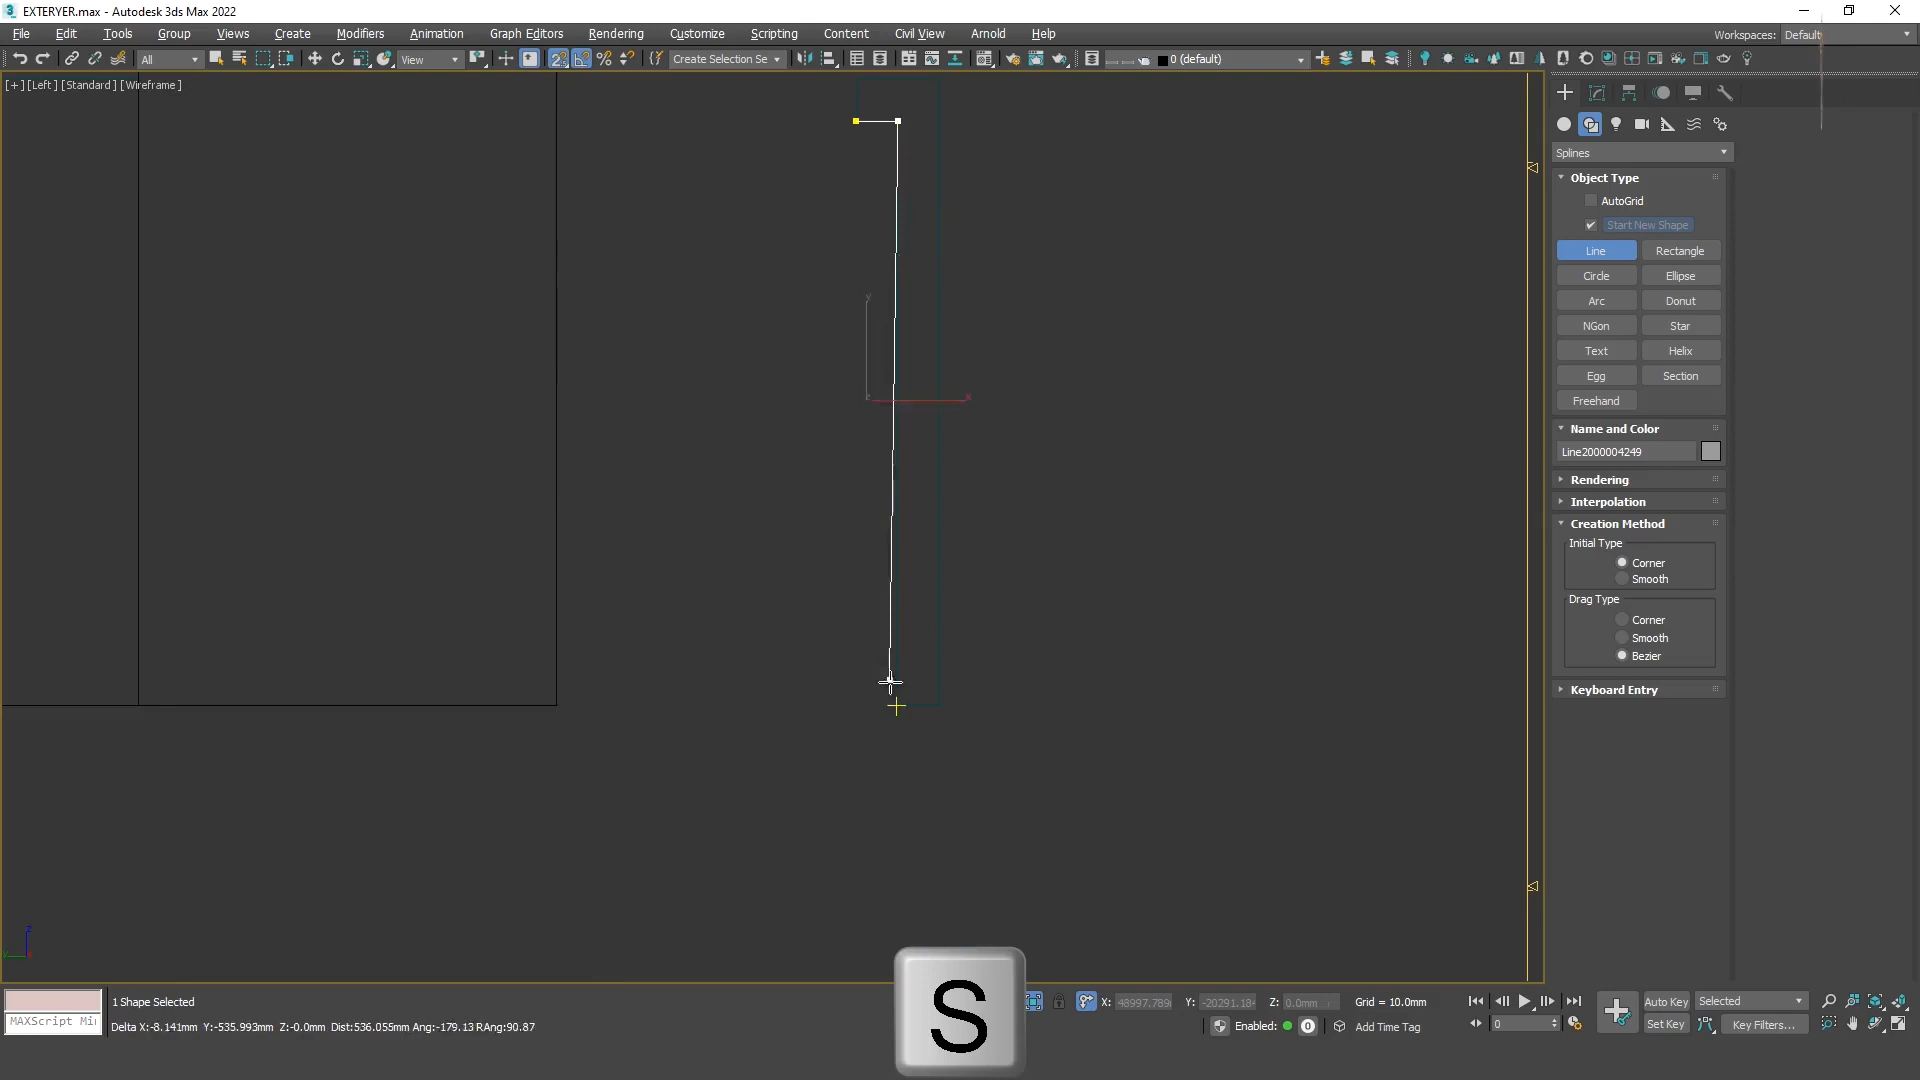 EXTERYER.max - Autodesk 3ds Max 2022
File Edit Tools Group Views Create Modifiers Animation Graph Editors Rendering Customize Scripting Content Civil View Arnold Help
Workspaces: Default
All
View
Create Selection Se
0 (default)
[+] [Left] [Standard] [Wireframe]
Splines
Object Type
AutoGrid
Start New Shape
Line Rectangle
Circle Ellipse
Arc Donut
NGon Star
Text Helix
Egg Section
Freehand
Name and Color
Line2000004249
Rendering
Interpolation
Creation Method
Initial Type
Corner
Smooth
Drag Type
Corner
Smooth
Bezier
Keyboard Entry
x
z
S
1 Shape Selected
MAXScript Mi
Delta X:-8.141mm Y:-535.993mm Z:-0.0mm Dist:536.055mm Ang:-179.13 RAng:90.87
X: 48997.789 Y: -20291.18 Z: 0.0mm Grid = 10.0mm
Enabled: 0 Add Time Tag
0
Auto Key Selected
Set Key Key Filters...